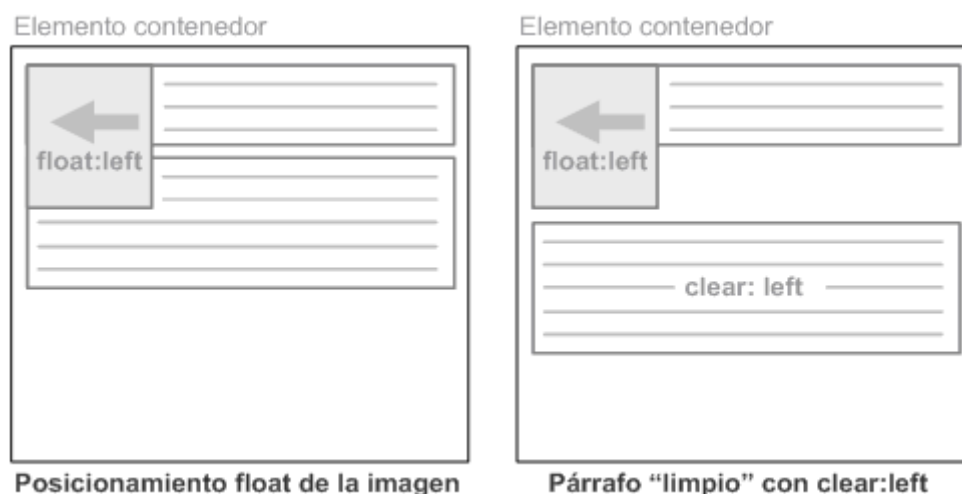 Elemento contenedor
float:left
Posicionamiento float de la imagen
Elemento contenedor
float:left
clear: left
Párrafo “limpio” con clear:left